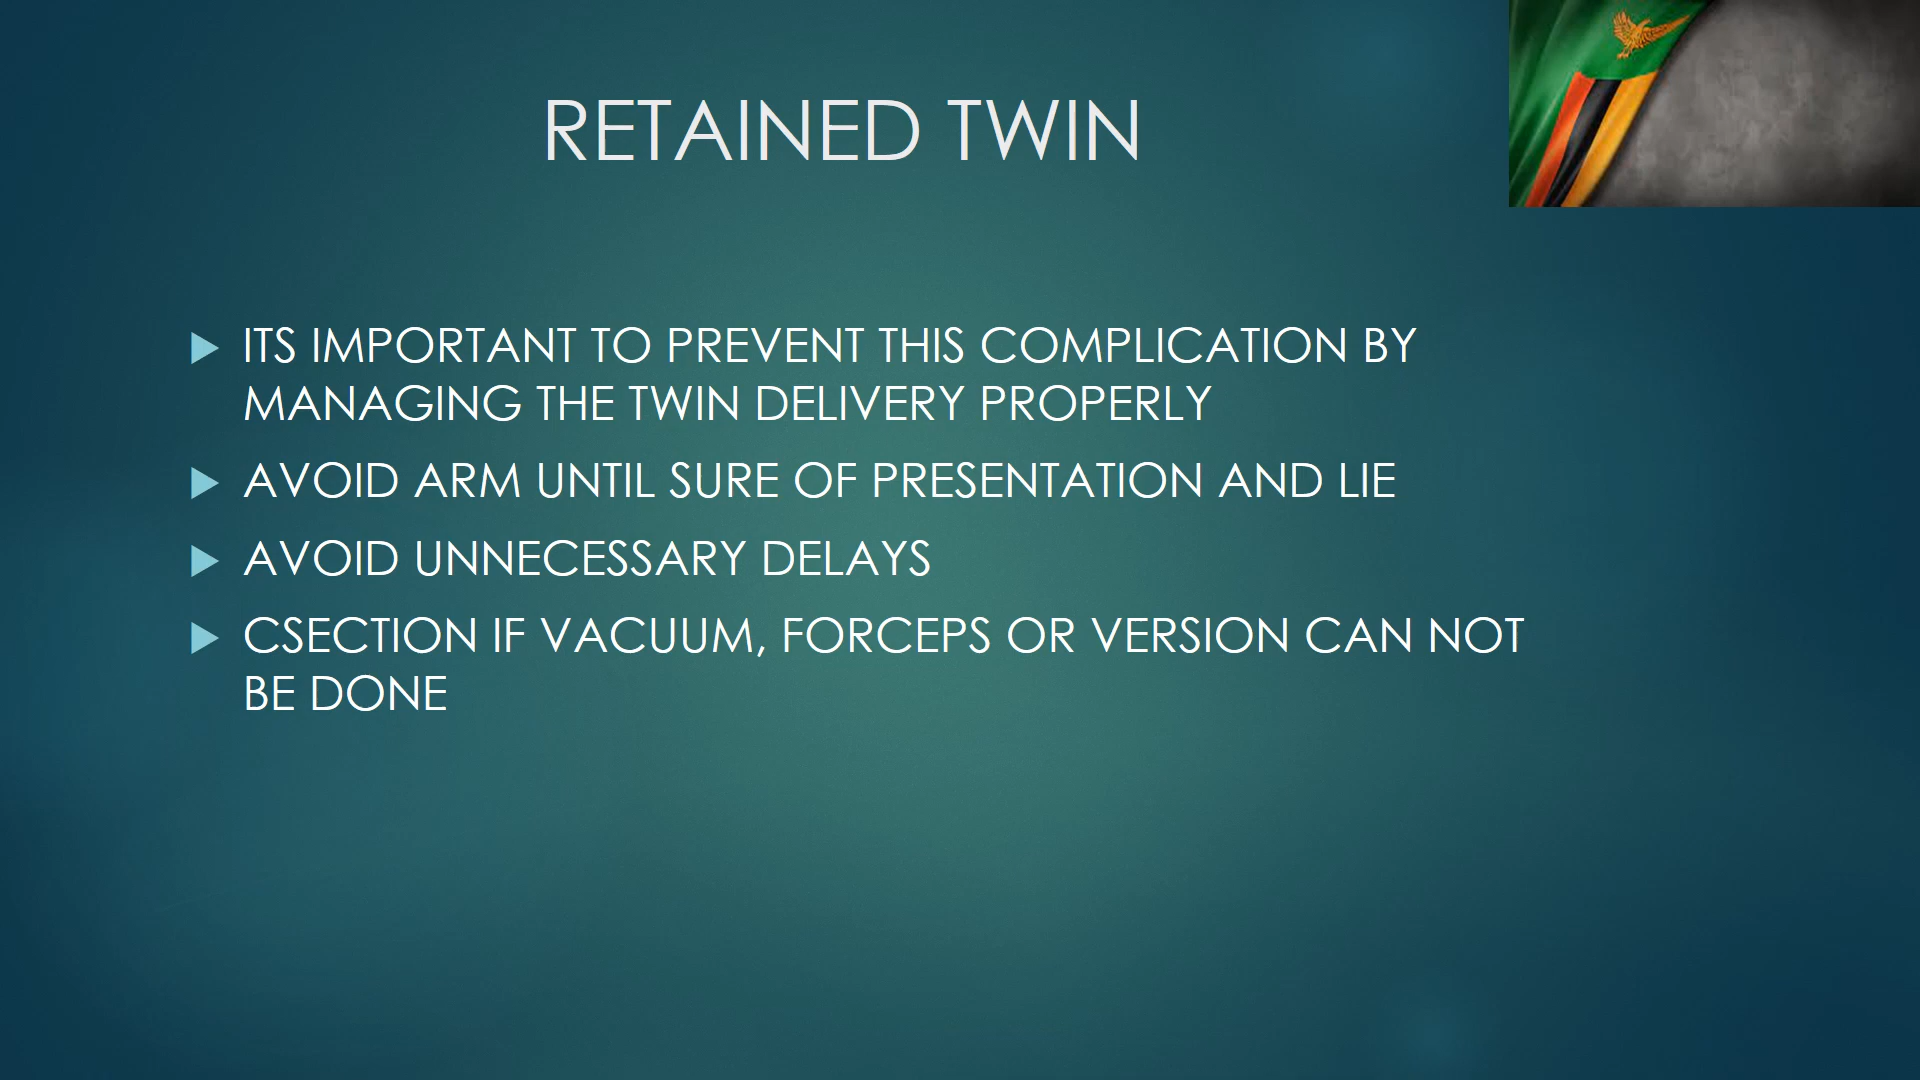 RETAINED TWIN
ITS IMPORTANT TO PREVENT THIS COMPLICATION BY
MANAGING THE TWIN DELIVERY PROPERLY
AVOID ARM UNTIL SURE OF PRESENTATION AND LIE
AVOID UNNECESSARY DELAYS
CSECTION IF VACUUM, FORCEPS OR VERSION CAN NOT
BE DONE